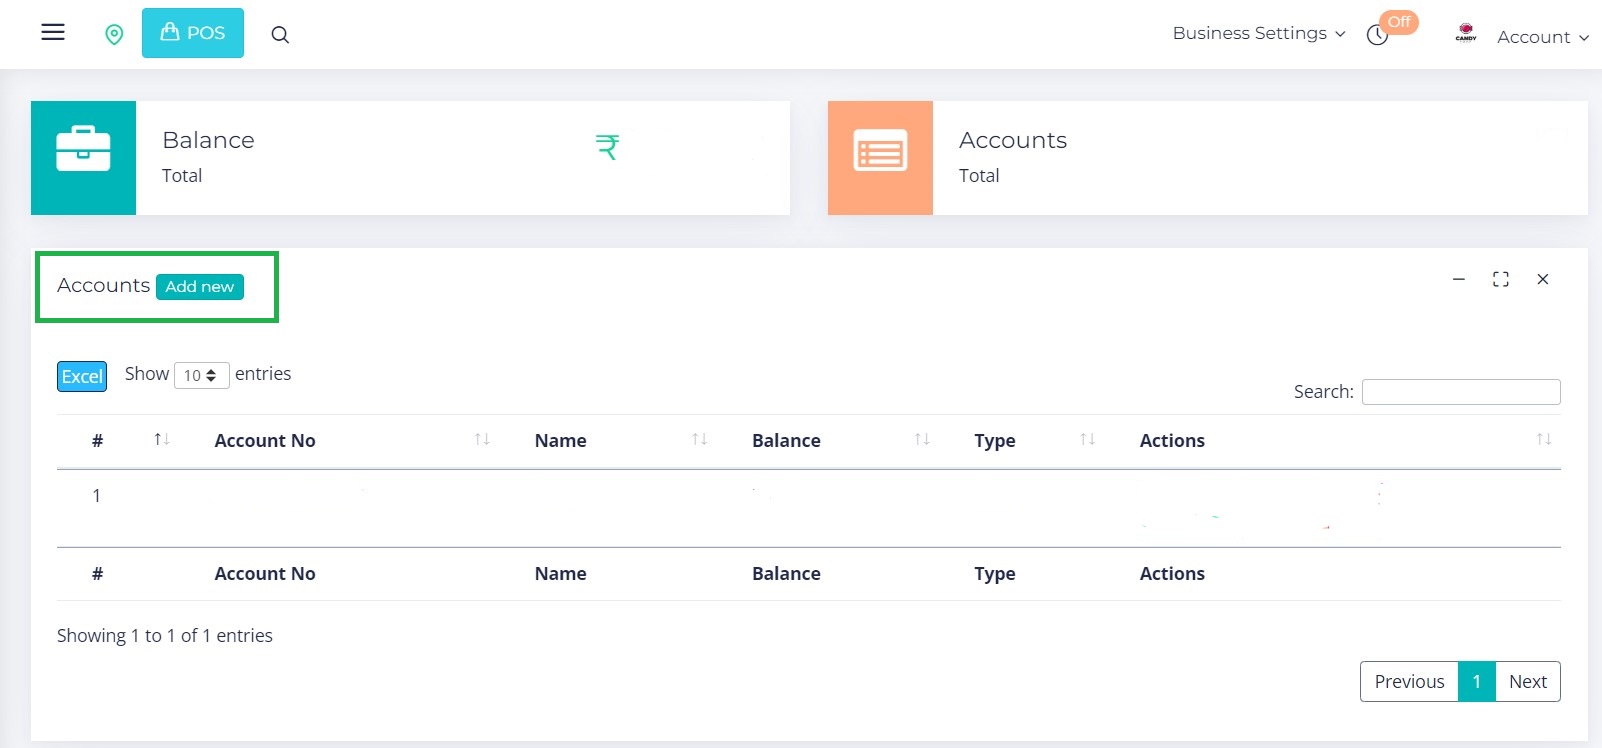 POS
Business Settings
Off
CANDY
Account
Balance
₹
Total
Accounts
Total
Accounts Add new
Excel Show 10 entries
Search:
# Account No Name Balance Type Actions
1
# Account No Name Balance Type Actions
Showing 1 to 1 of 1 entries
Previous 1 Next